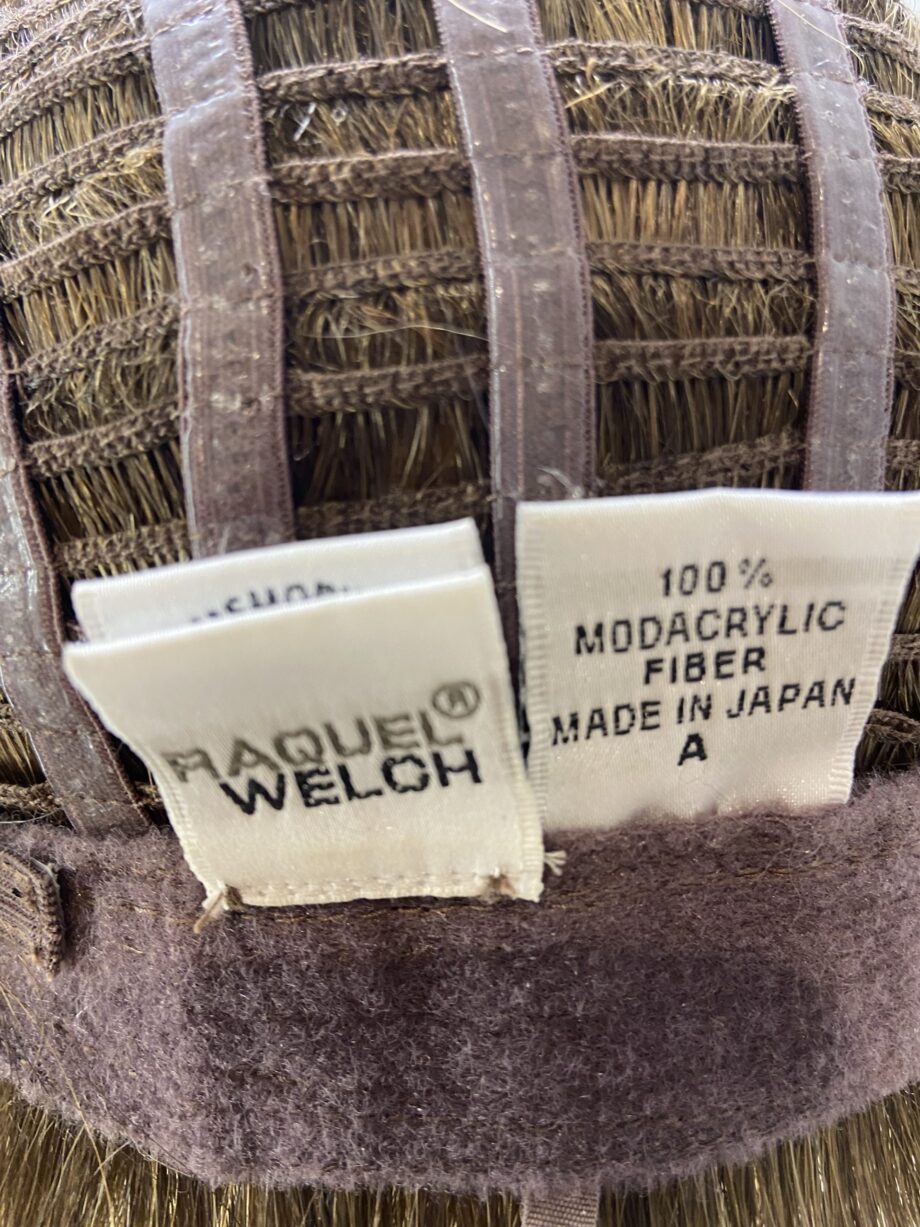 RAQUEL®
WELCH
100%
MODACRYLIC
FIBER
MADE IN JAPAN
A